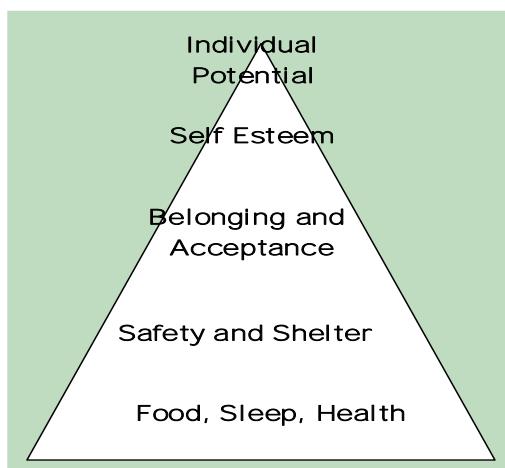 Individual
Potential
Self Esteem
Belonging and
Acceptance
Safety and Shelter
Food, Sleep, Health